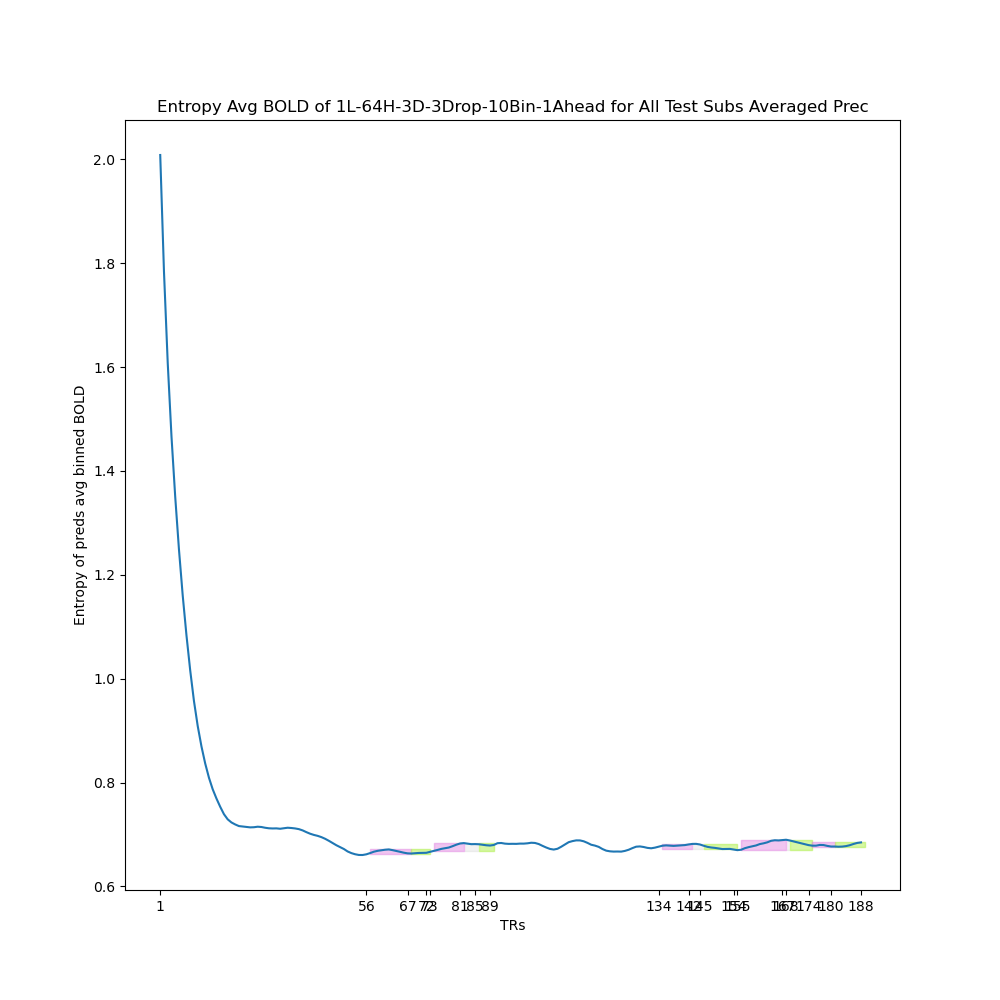 Entropy Avg BOLD of 1L-64H-3D-3Drop-10Bin-1Ahead for All Test Subs Averaged Prec
Entropy of preds avg binned BOLD
2.0
1.8
1.6
1.4
1.2
1.0
0.8
0.6
1 56 67 72 73 81 85 89 134 142 145 154 155 168 174 180 188
TRs